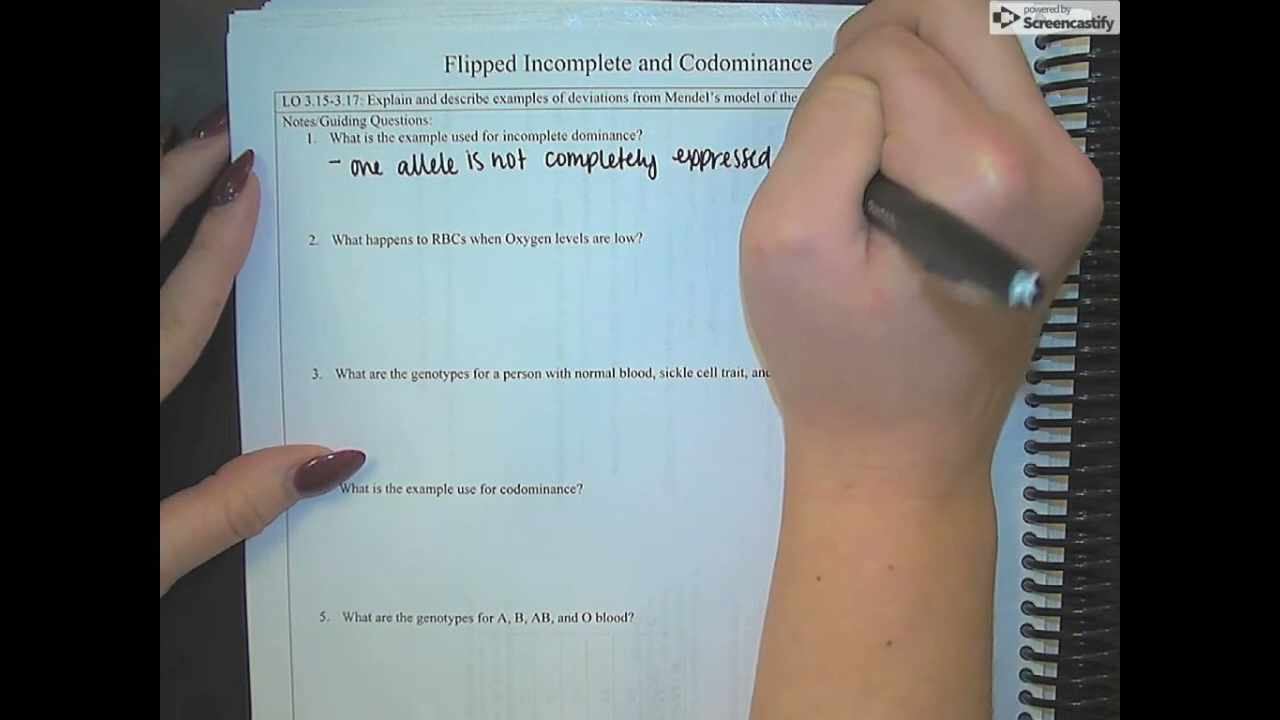 powered by
Screencastify
Flipped Incomplete and Codominance
LO 3.15-3.17: Explain and describe examples of deviations from Mendel's model of the
Notes/Guiding Questions:
1. What is the example used for incomplete dominance?
- one allele is not completely expressed
2. What happens to RBCs when Oxygen levels are low?
3. What are the genotypes for a person with normal blood, sickle cell trait, and
What is the example use for codominance?
5. What are the genotypes for A, B, AB, and O blood?